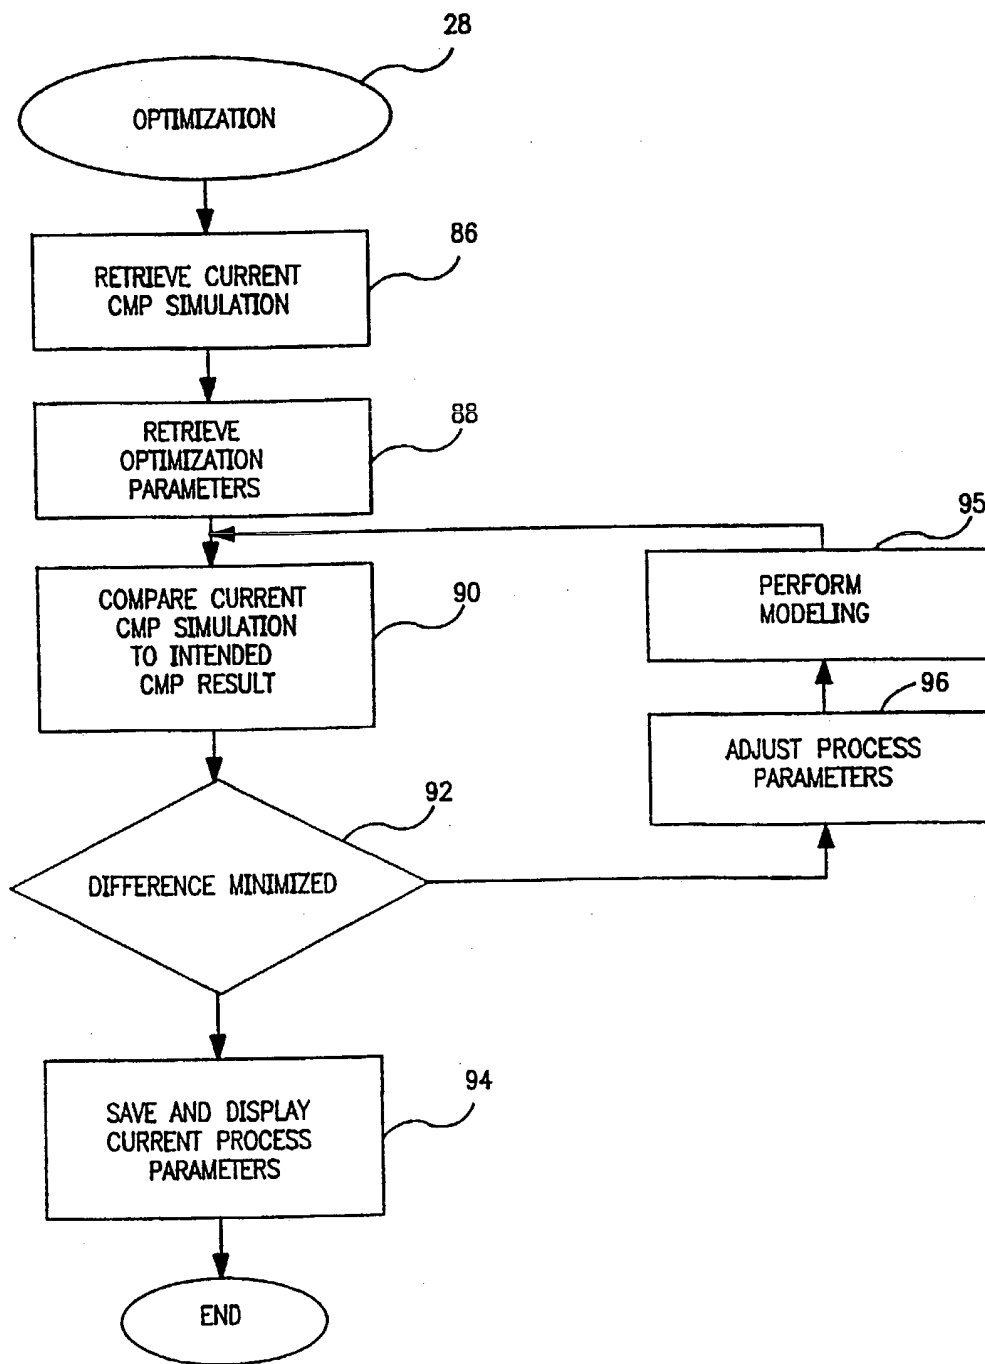 28
OPTIMIZATION
86
RETRIEVE CURRENT
CMP SIMULATION
88
RETRIEVE
OPTIMIZATION
PARAMETERS
95
PERFORM
MODELING
COMPARE CURRENT
CMP SIMULATION
TO INTENDED
CMP RESULT
90
96
ADJUST PROCESS
PARAMETERS
92
DIFFERENCE MINIMIZED
94
SAVE AND DISPLAY
CURRENT PROCESS
PARAMETERS
END